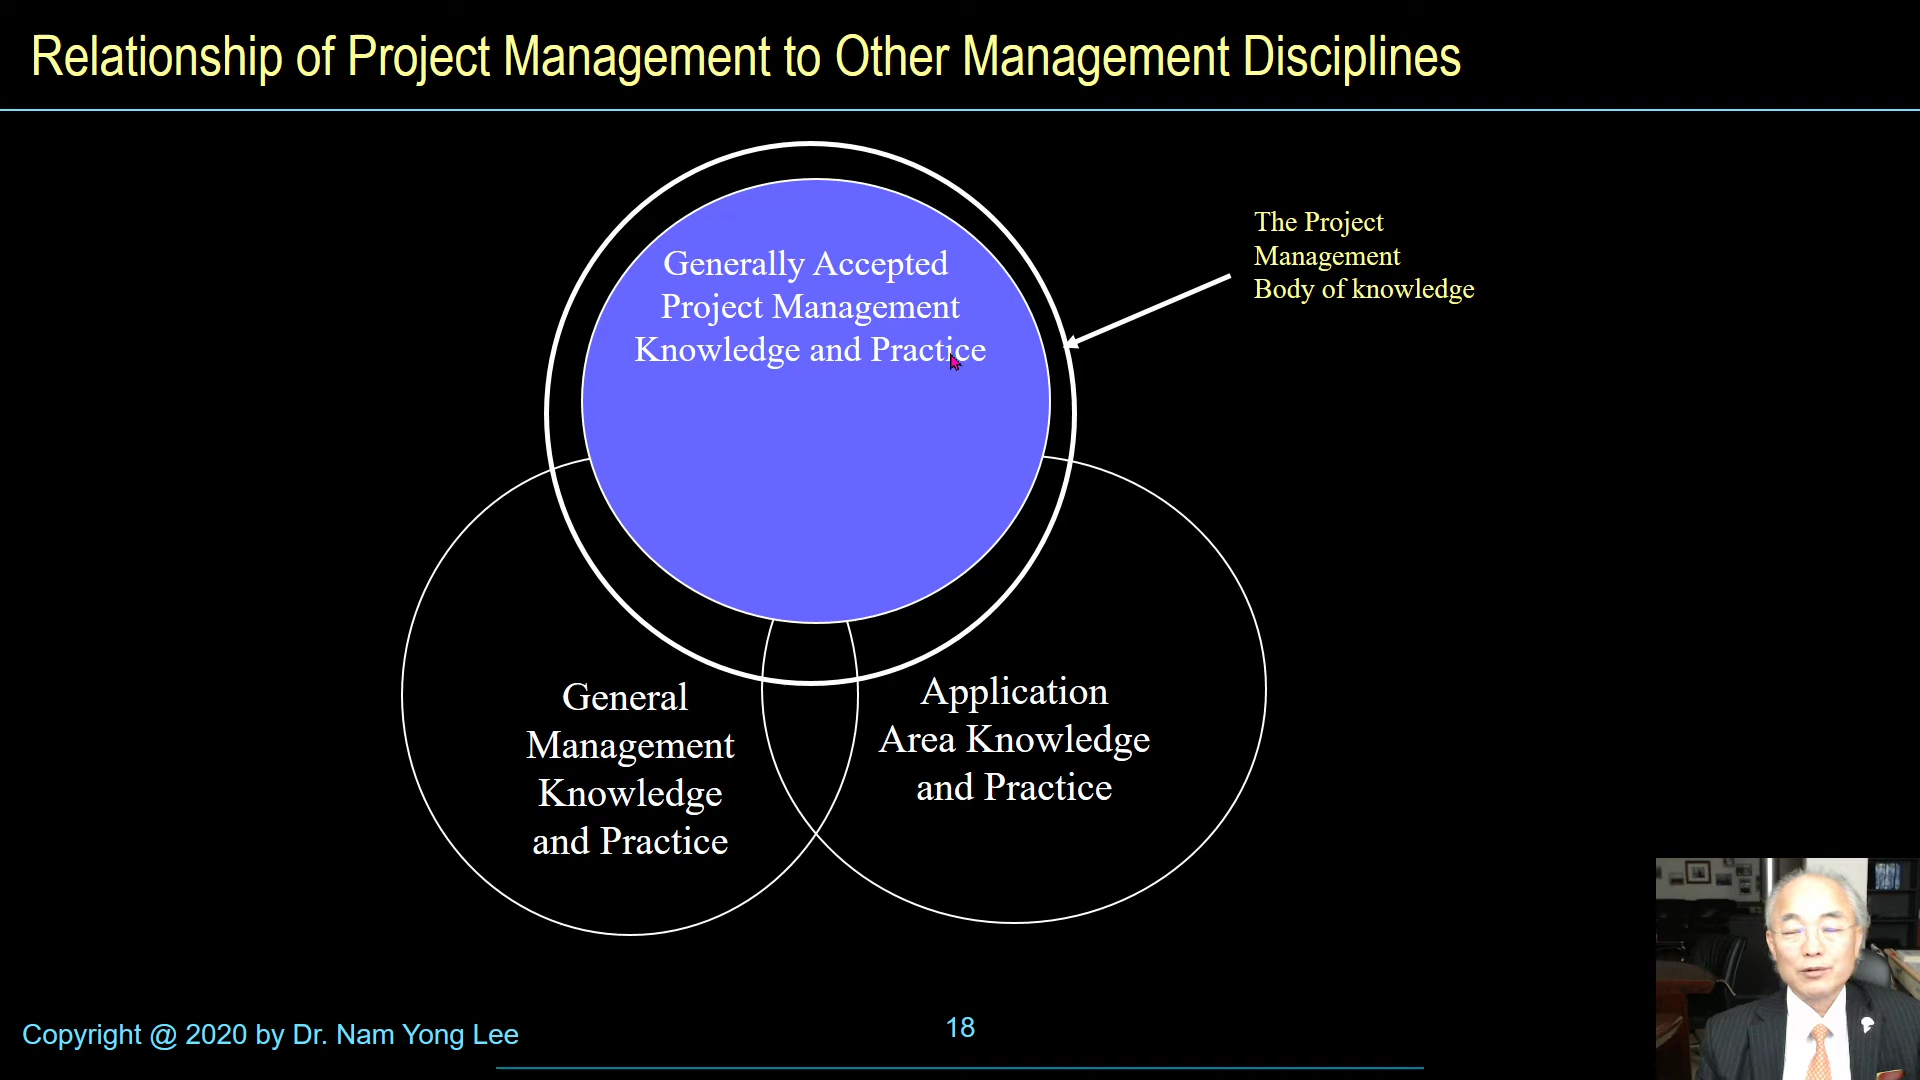 Relationship of Project Management to Other Management Disciplines
Generally Accepted
Project Management
Knowledge and Practice
The Project
Management
Body of knowledge
General
Management
Knowledge
and Practice
Application
Area Knowledge
and Practice
Copyright @ 2020 by Dr. Nam Yong Lee
18